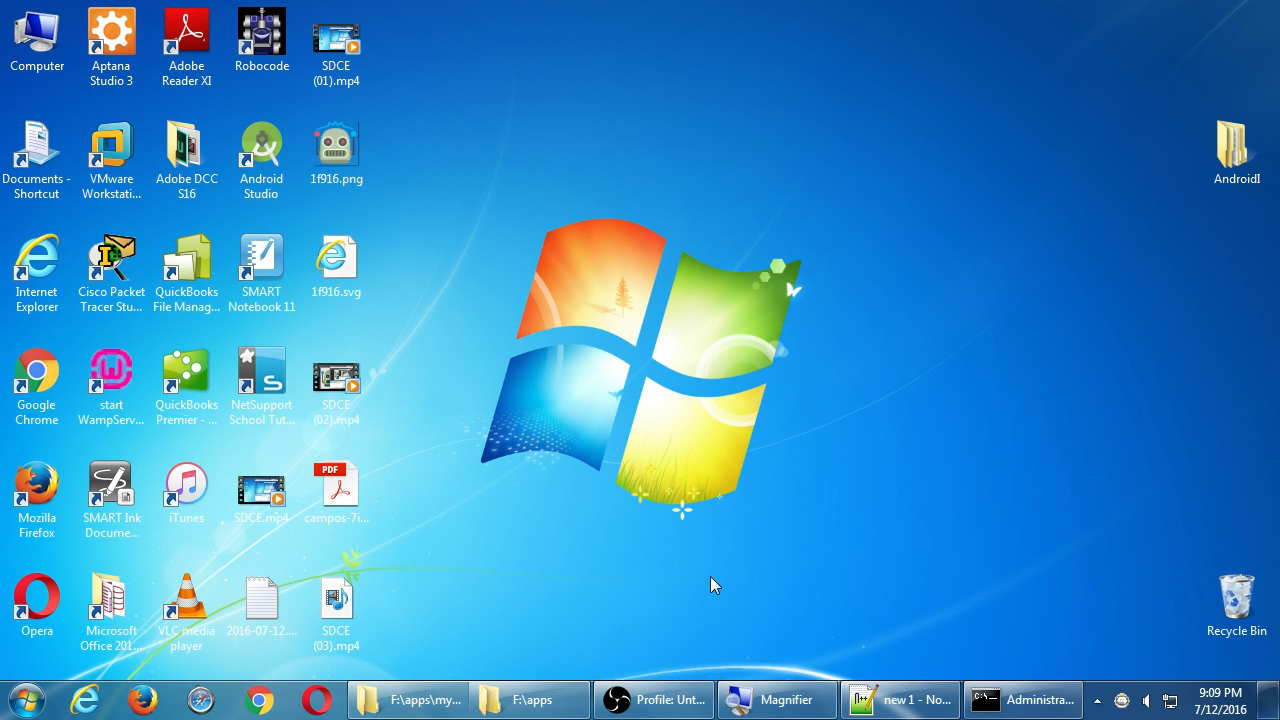 Computer
Aptana
Studio 3
Adobe
Reader XI
Robocode
SDCE
(01).mp4
Documents -
Shortcut
VMware
Workstati...
Adobe DCC
S16
Android
Studio
1f916.png
AndroidI
Internet
Explorer
Cisco Packet
Tracer Stu...
QuickBooks
File Manag...
SMART
Notebook 11
1f916.svg
Google
Chrome
start
WampServ...
QuickBooks
Premier - ...
NetSupport
School Tut...
SDCE
(02).mp4
Mozilla
Firefox
SMART Ink
Docume...
iTunes
SDCE.mp4
PDF
campos-7i...
Opera
Microsoft
Office 201...
VLC media
player
2016-07-12....
SDCE
(03).mp4
Recycle Bin
F:\apps\my...
F:\apps
Profile: Unt...
Magnifier
new 1 - No...
C:\.
Administra...
9:09 PM
7/12/2016